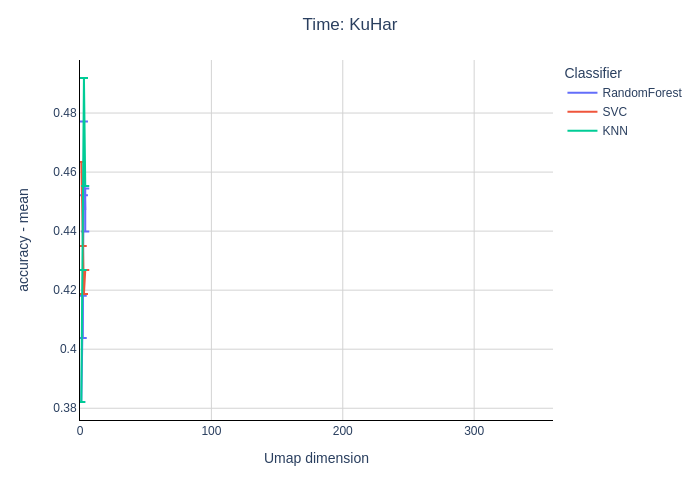 Time: KuHar
Classifier
RandomForest
SVC
KNN
accuracy - mean
0.48
0.46
0.44
0.42
0.4
0.38
0
100
200
300
Umap dimension